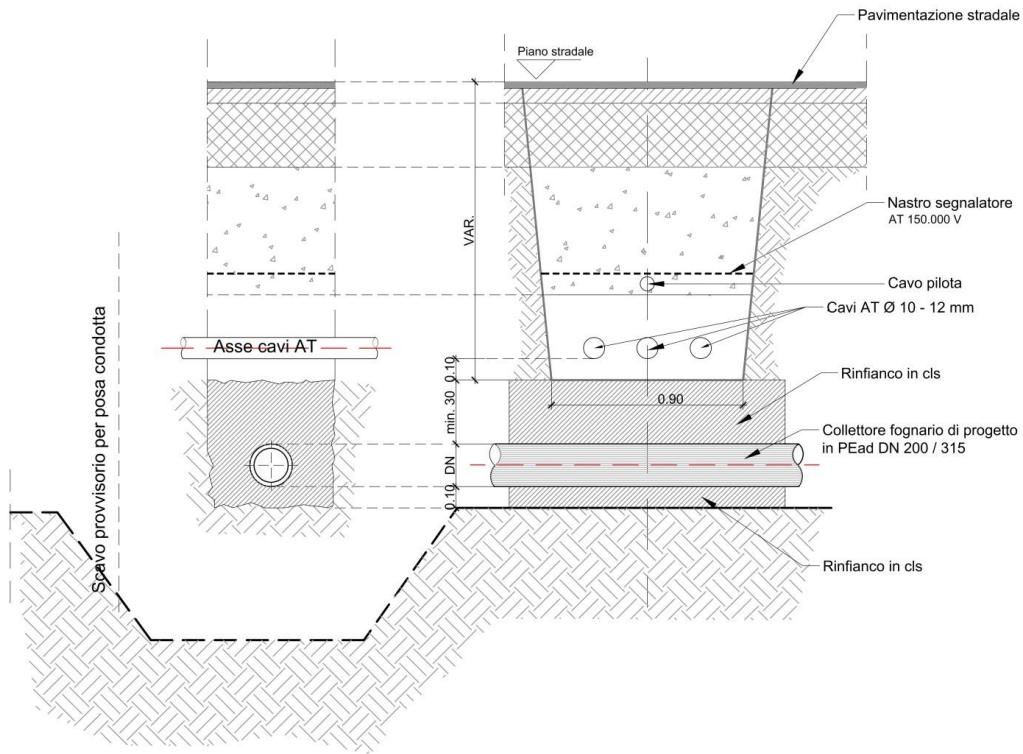 Pavimentazione stradale
Piano stradale
Nastro segnalatore
AT 150.000 V
VAR.
Cavo pilota
Cavi AT Ø 10 - 12 mm
Asse cavi AT
0.10
Rinfianco in cls
0.90
min. 30
Collettore fognario di progetto
in PEad DN 200 / 315
DN
0.10
Scavo provvisorio per posa condotta
Rinfianco in cls